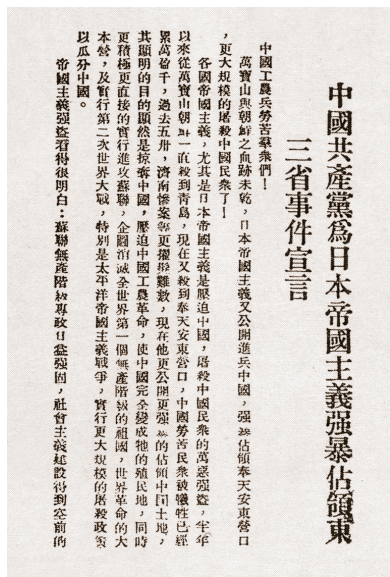 中國共產黨為日本帝國主義强暴佔領東
三省事件宣言
中國工農兵勞苦羣衆們！
萬寶山與朝鮮之血跡未乾，日本帝國主義又公開進兵中國，强暴佔領奉天安東營口
，更大規模的屠殺中國民衆了！
各國帝國主義，尤其是日本帝國主義是壓迫中國，屠殺中國民衆的萬惡强盜，半年
以來從萬寶山朝鮮一直殺到青島，現在又殺到奉天安東營口，中國勞苦民衆被犧牲已經
累萬盈千，過去五卅，濟南慘案等更擢髮難數，現在他更公開更强暴的佔領中國土地，
其顯明的目的顯然是掠奪中國，壓迫中國工農革命，使中國完全變成牠的殖民地，同時
更積極更直接的實行進攻蘇聯，企圖消滅全世界第一個無產階級的祖國，世界革命的大
本營，及實行第二次世界大戰，特別是太平洋帝國主義戰爭，實行更大規模的屠殺政策
以瓜分中國。
帝國主義强盜看得很明白：蘇聯無產階級專政日益强固，社會主義建設得到空前的